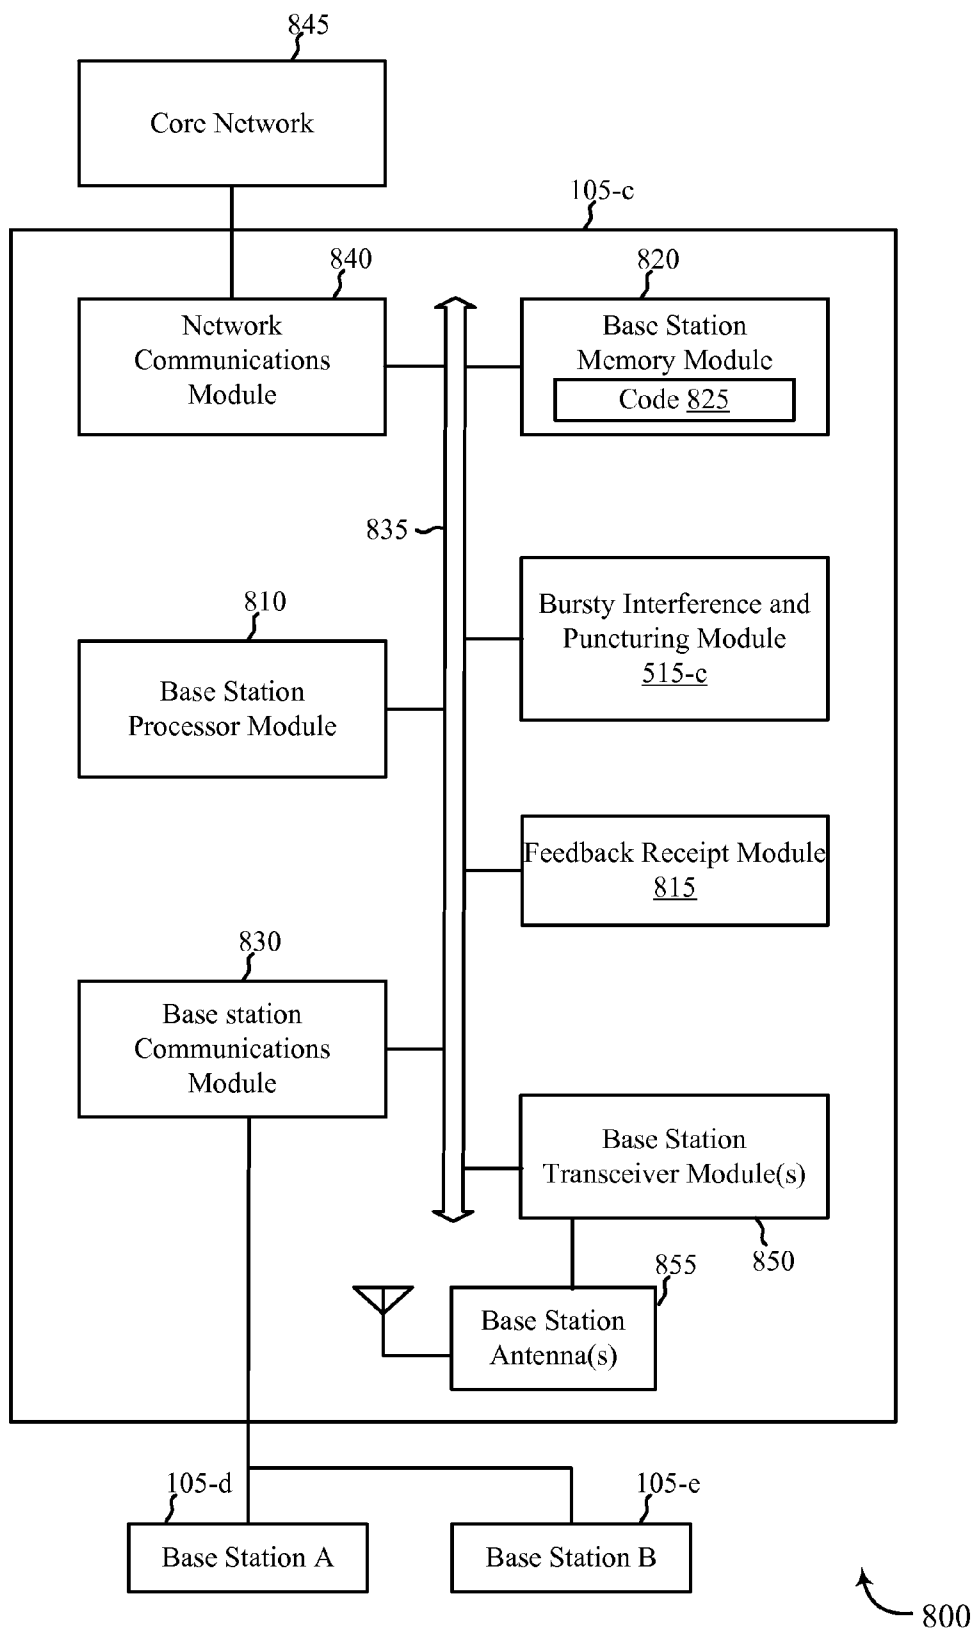 845
Core Network
105-c
840
820
Network
Communications
Module
Base Station
Memory Module
Code 825
835
Bursty Interference and
Puncturing Module
515-c
810
Base Station
Processor Module
Feedback Receipt Module
815
830
Base station
Communications
Module
Base Station
Transceiver Module(s)
850
855
Base Station
Antenna(s)
105-d
105-e
Base Station A
Base Station B
800